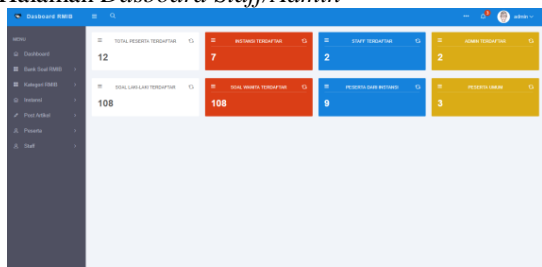 Halaman Dasboard Staff/Admin
Dasboard RMIB
admin
MENU
Dashboard
Bank Soal RMIB
Kategori RMIB
Instansi
Post Artikel
Peserta
Staff
TOTAL PESERTA TERDAFTAR
12
INSTANSI TERDAFTAR
7
STAFF TERDAFTAR
2
ADMIN TERDAFTAR
2
SOAL LAKI-LAKI TERDAFTAR
108
SOAL WANITA TERDAFTAR
108
PESERTA DARI INSTANSI
9
PESERTA UMUM
3